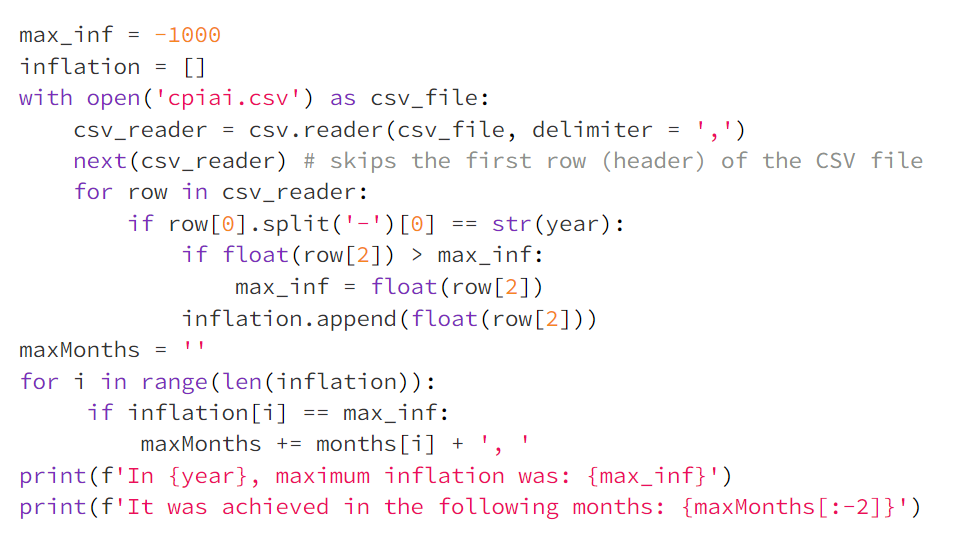 max_inf = -1000
inflation = []
with open('cpiai.csv') as csv_file:
    csv_reader = csv.reader(csv_file, delimiter = ',')
    next(csv_reader) # skips the first row (header) of the CSV file
    for row in csv_reader:
        if row[0].split('-')[0] == str(year):
            if float(row[2]) > max_inf:
                max_inf = float(row[2])
            inflation.append(float(row[2]))
maxMonths = ''
for i in range(len(inflation)):
     if inflation[i] == max_inf:
         maxMonths += months[i] + ', '
print(f'In {year}, maximum inflation was: {max_inf}')
print(f'It was achieved in the following months: {maxMonths[:-2]}')